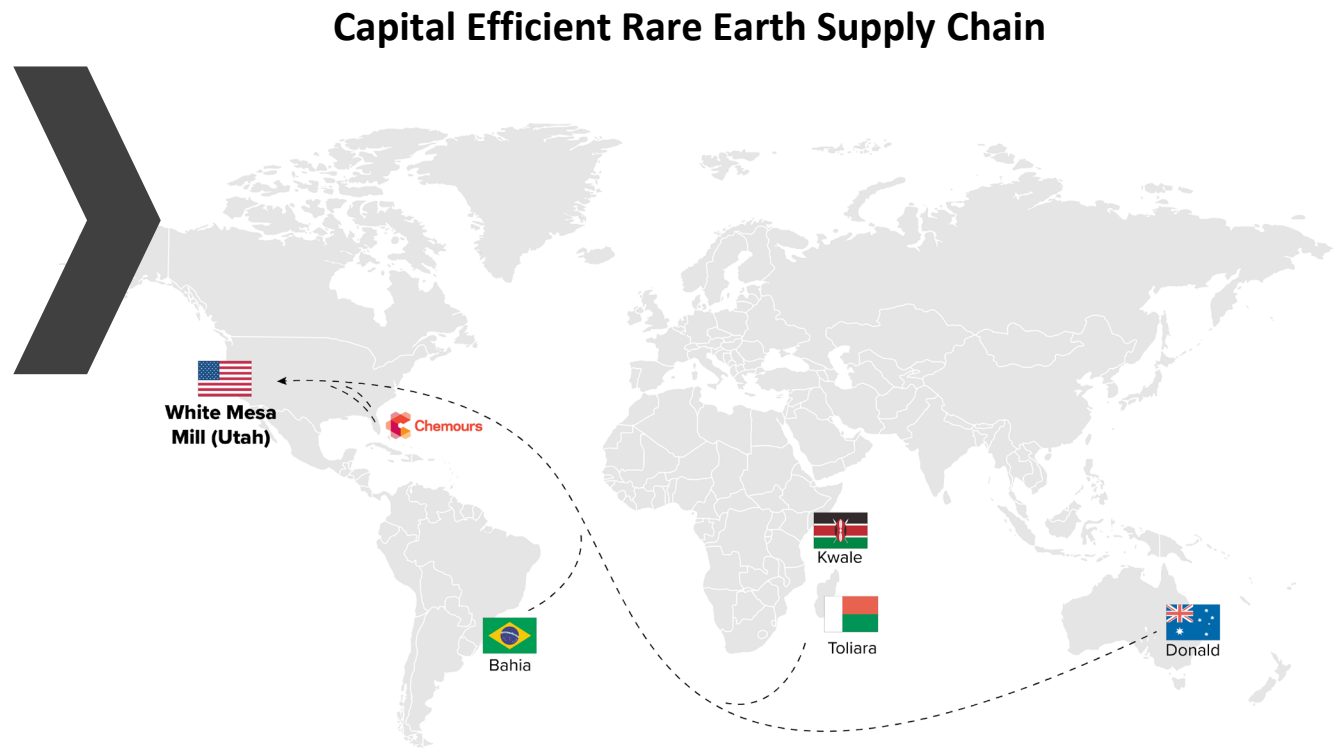 Capital Efficient Rare Earth Supply Chain
White Mesa
Mill (Utah)
Chemours
Kwale
Toliara
Bahia
Donald